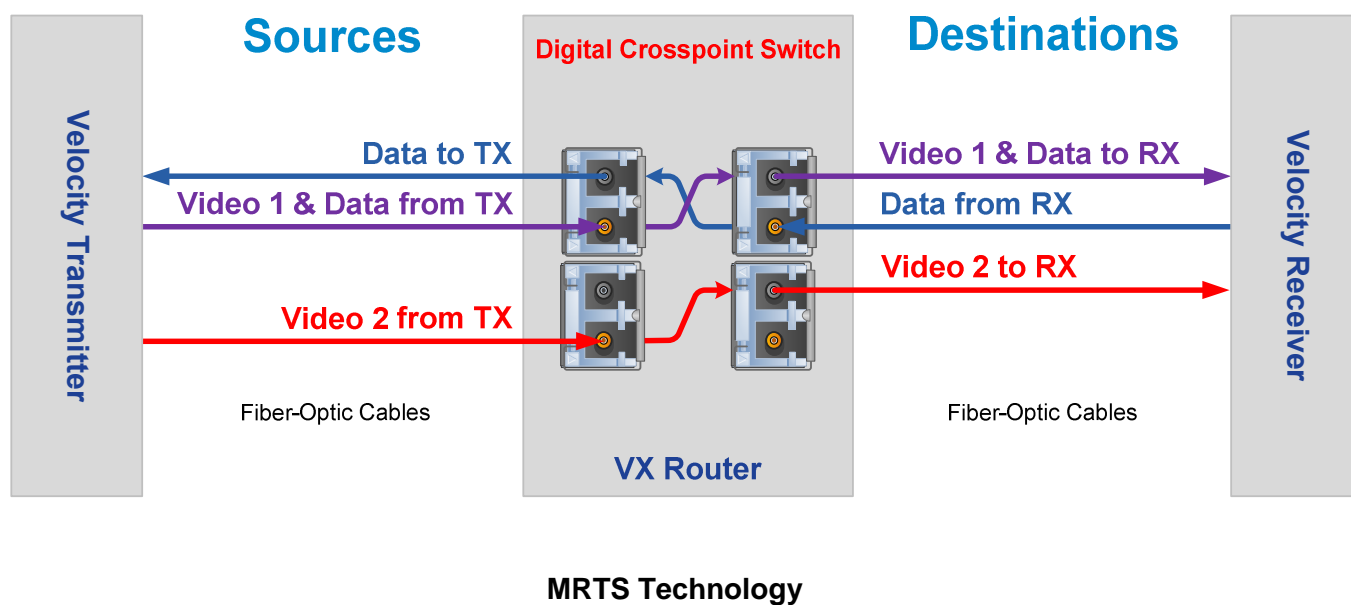 Sources
Digital Crosspoint Switch
Destinations
Velocity Transmitter
Data to TX
Video 1 & Data from TX
Video 2 from TX
Fiber-Optic Cables
VX Router
Video 1 & Data to RX
Data from RX
Video 2 to RX
Fiber-Optic Cables
Velocity Receiver
MRTS Technology